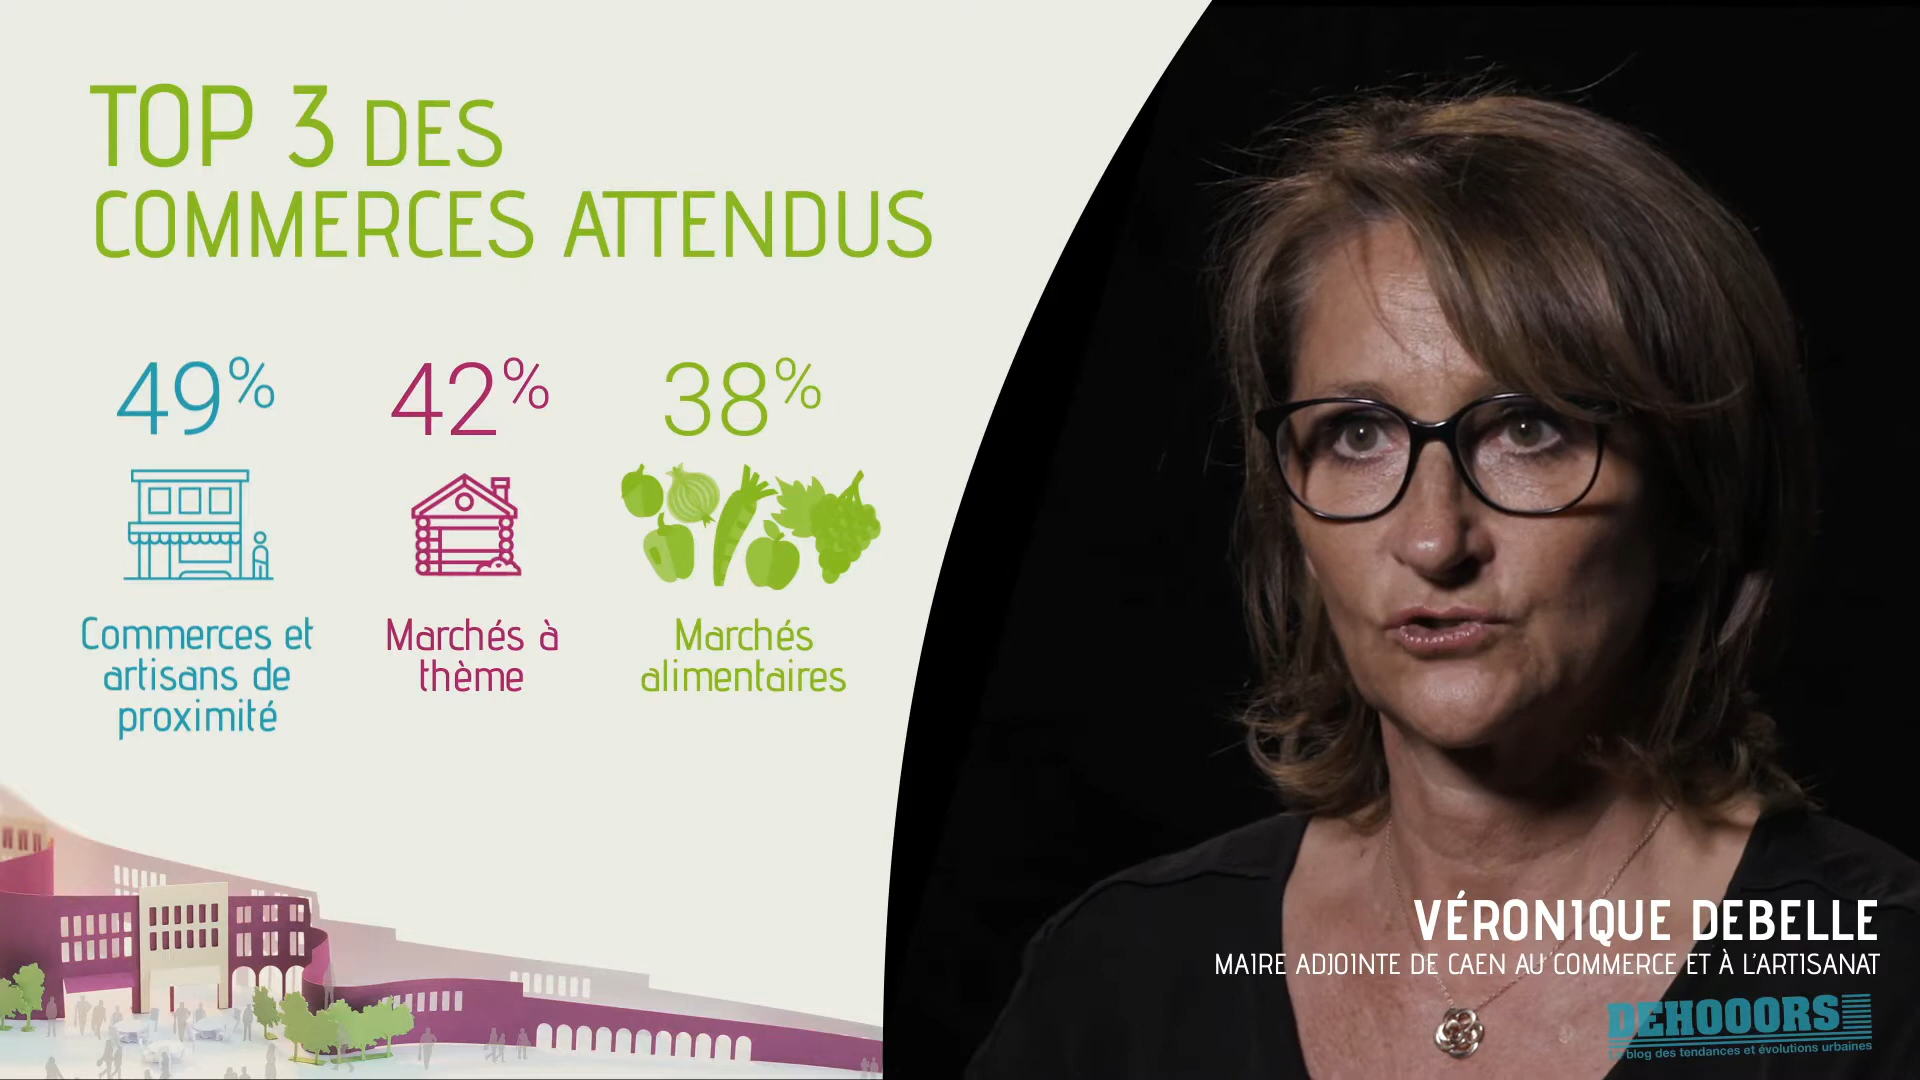 TOP 3 DES
COMMERCES ATTENDUS
49%
42%
38%
Commerces et
artisans de
proximité
Marchés à
thème
Marchés
alimentaires
VÉRONIQUE DEBELLE
MAIRE ADJOINTE DE CAEN AU COMMERCE ET À L'ARTISANAT
DEHOOORS
blog des tendances et évolutions urbaines